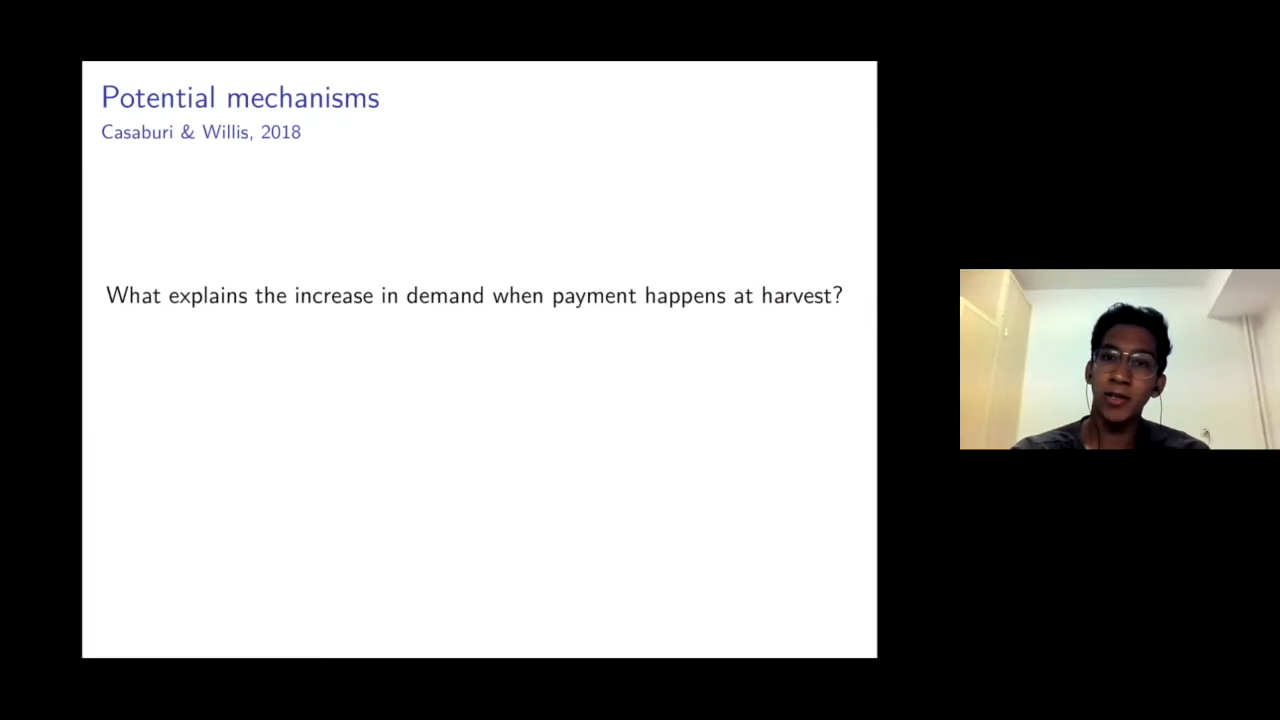 Potential mechanisms
Casaburi & Willis, 2018
What explains the increase in demand when payment happens at harvest?